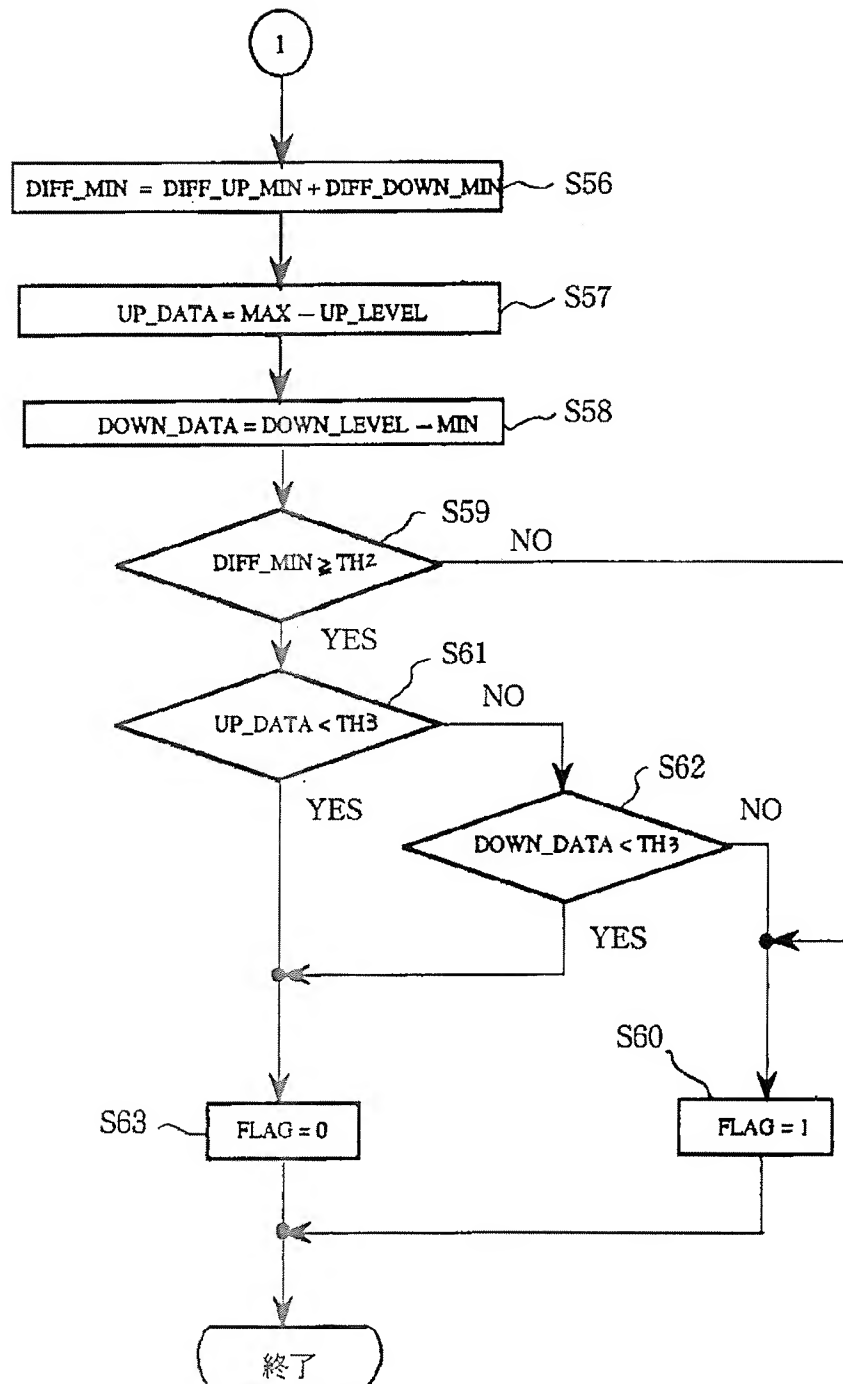 1
DIFF_MIN = DIFF_UP_MIN + DIFF_DOWN_MIN
S56
UP_DATA = MAX – UP_LEVEL
S57
DOWN_DATA = DOWN_LEVEL – MIN
S58
S59
DIFF_MIN ≧ TH2
NO
YES
S61
UP_DATA < TH3
NO
YES
S62
DOWN_DATA < TH3
NO
YES
S60
S63
FLAG = 0
FLAG = 1
終了